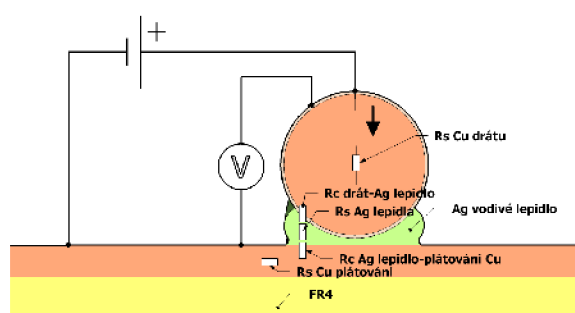 +
V
Rs Cu drátu
Rc drát-Ag lepidlo
Rs Ag lepidla
Ag vodivé lepidlo
Rc Ag lepidlo-plátování Cu
Rs Cu plátování
FR4